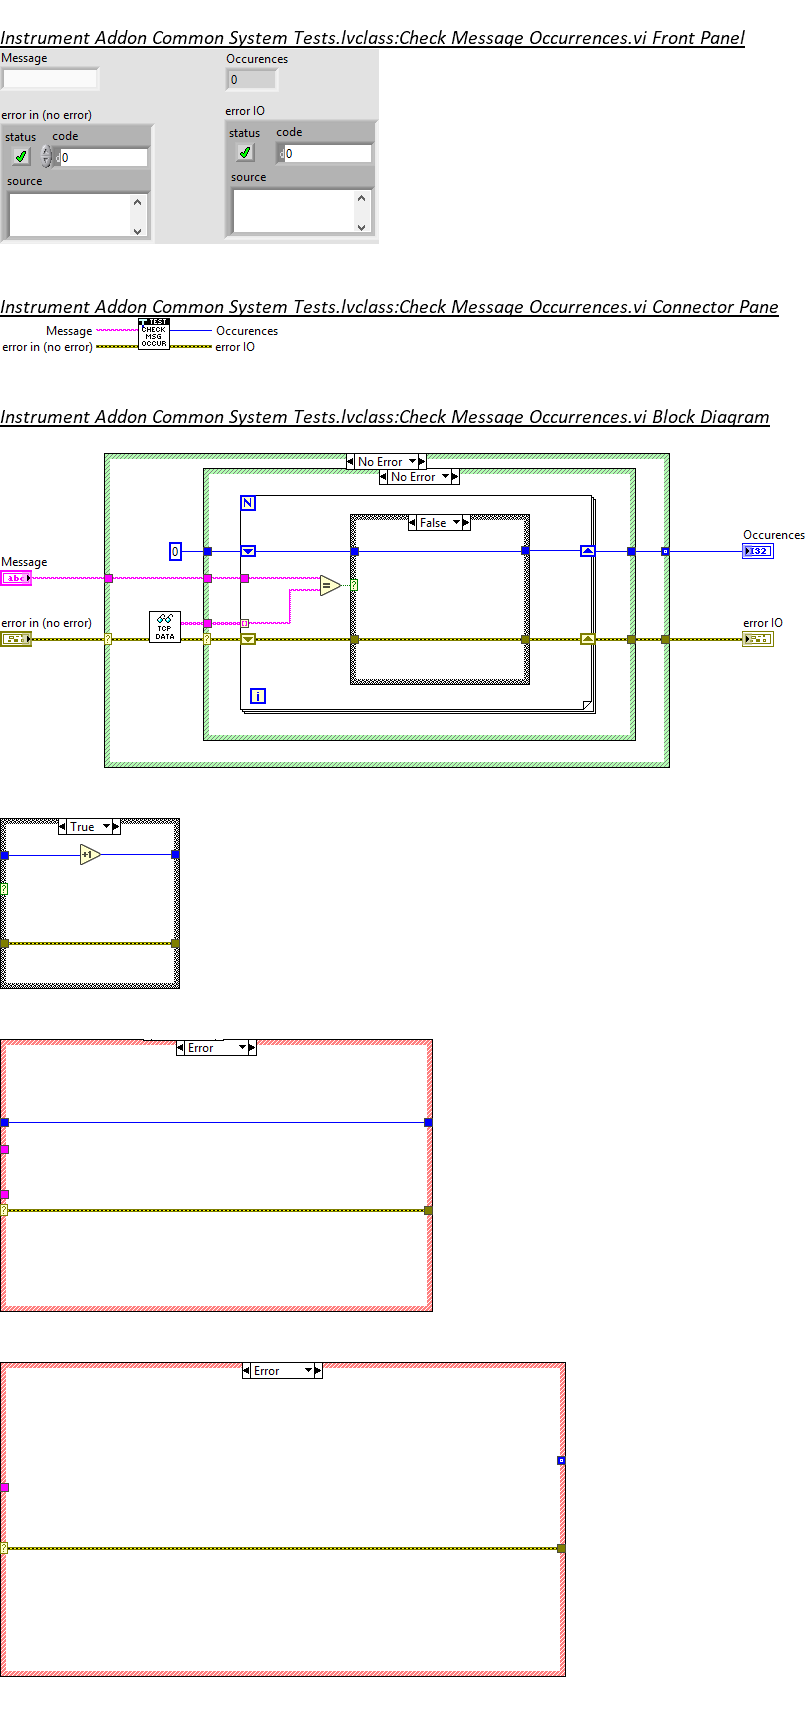 Instrument Addon Common System Tests.lvclass:Check Message Occurrences.vi Front Panel
Message
Occurences
0
error in (no error)
error IO
status code
status code
0
0
source
source
Instrument Addon Common System Tests.lvclass:Check Message Occurrences.vi Connector Pane
Message
TEST
CHECK
MSG
OCCUR
Occurences
error in (no error)
error IO
Instrument Addon Common System Tests.lvclass:Check Message Occurrences.vi Block Diagram
No Error
No Error
N
False
0
Occurences
I32
Message
abc
=
?
error in (no error)
TCP
DATA
error IO
?
?
i
True
+1
?
Error
?
Error
?